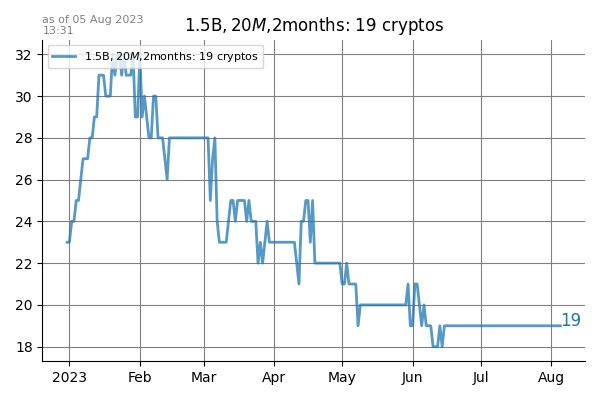 as of 05 Aug 2023
13:31
1.5B, 20M,2months: 19 cryptos
1.5B, 20M,2months: 19 cryptos
32
30
28
26
24
22
20
18
19
2023 Feb Mar Apr May Jun Jul Aug